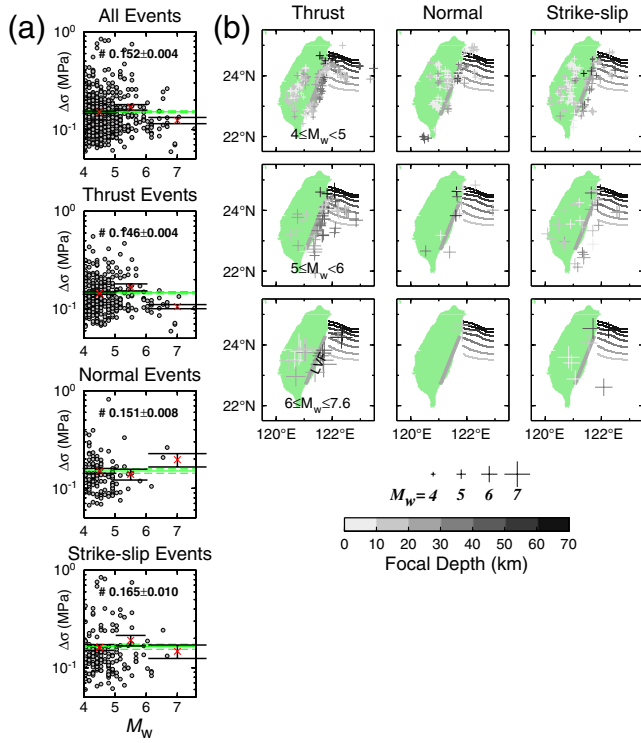 (a)
All Events
10⁰
10⁻¹
Δσ (MPa)
# 0.152±0.004
4 5 6 7
Thrust Events
10⁰
10⁻¹
Δσ (MPa)
# 0.146±0.004
4 5 6 7
Normal Events
10⁰
10⁻¹
Δσ (MPa)
# 0.151±0.008
4 5 6 7
Strike-slip Events
10⁰
10⁻¹
Δσ (MPa)
# 0.165±0.010
4 5 6 7
M_w
(b)
Thrust Normal Strike-slip
24°N
22°N
4≤M_w<5
24°N
22°N
5≤M_w<6
24°N
22°N
LVF
6≤M_w≤7.6
120°E 122°E 120°E 122°E 120°E 122°E
M_w= 4 5 6 7
0 10 20 30 40 50 60 70
Focal Depth (km)